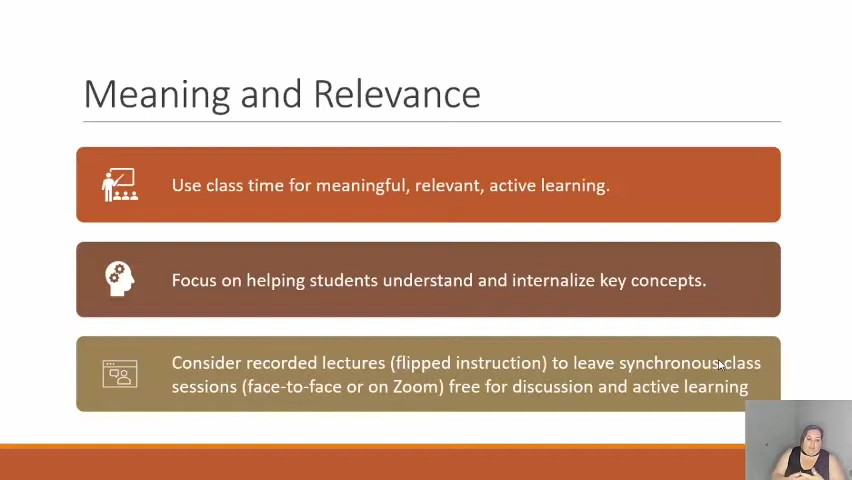 Meaning and Relevance
Use class time for meaningful, relevant, active learning.
Focus on helping students understand and internalize key concepts.
Consider recorded lectures (flipped instruction) to leave synchronous class
sessions (face-to-face or on Zoom) free for discussion and active learning